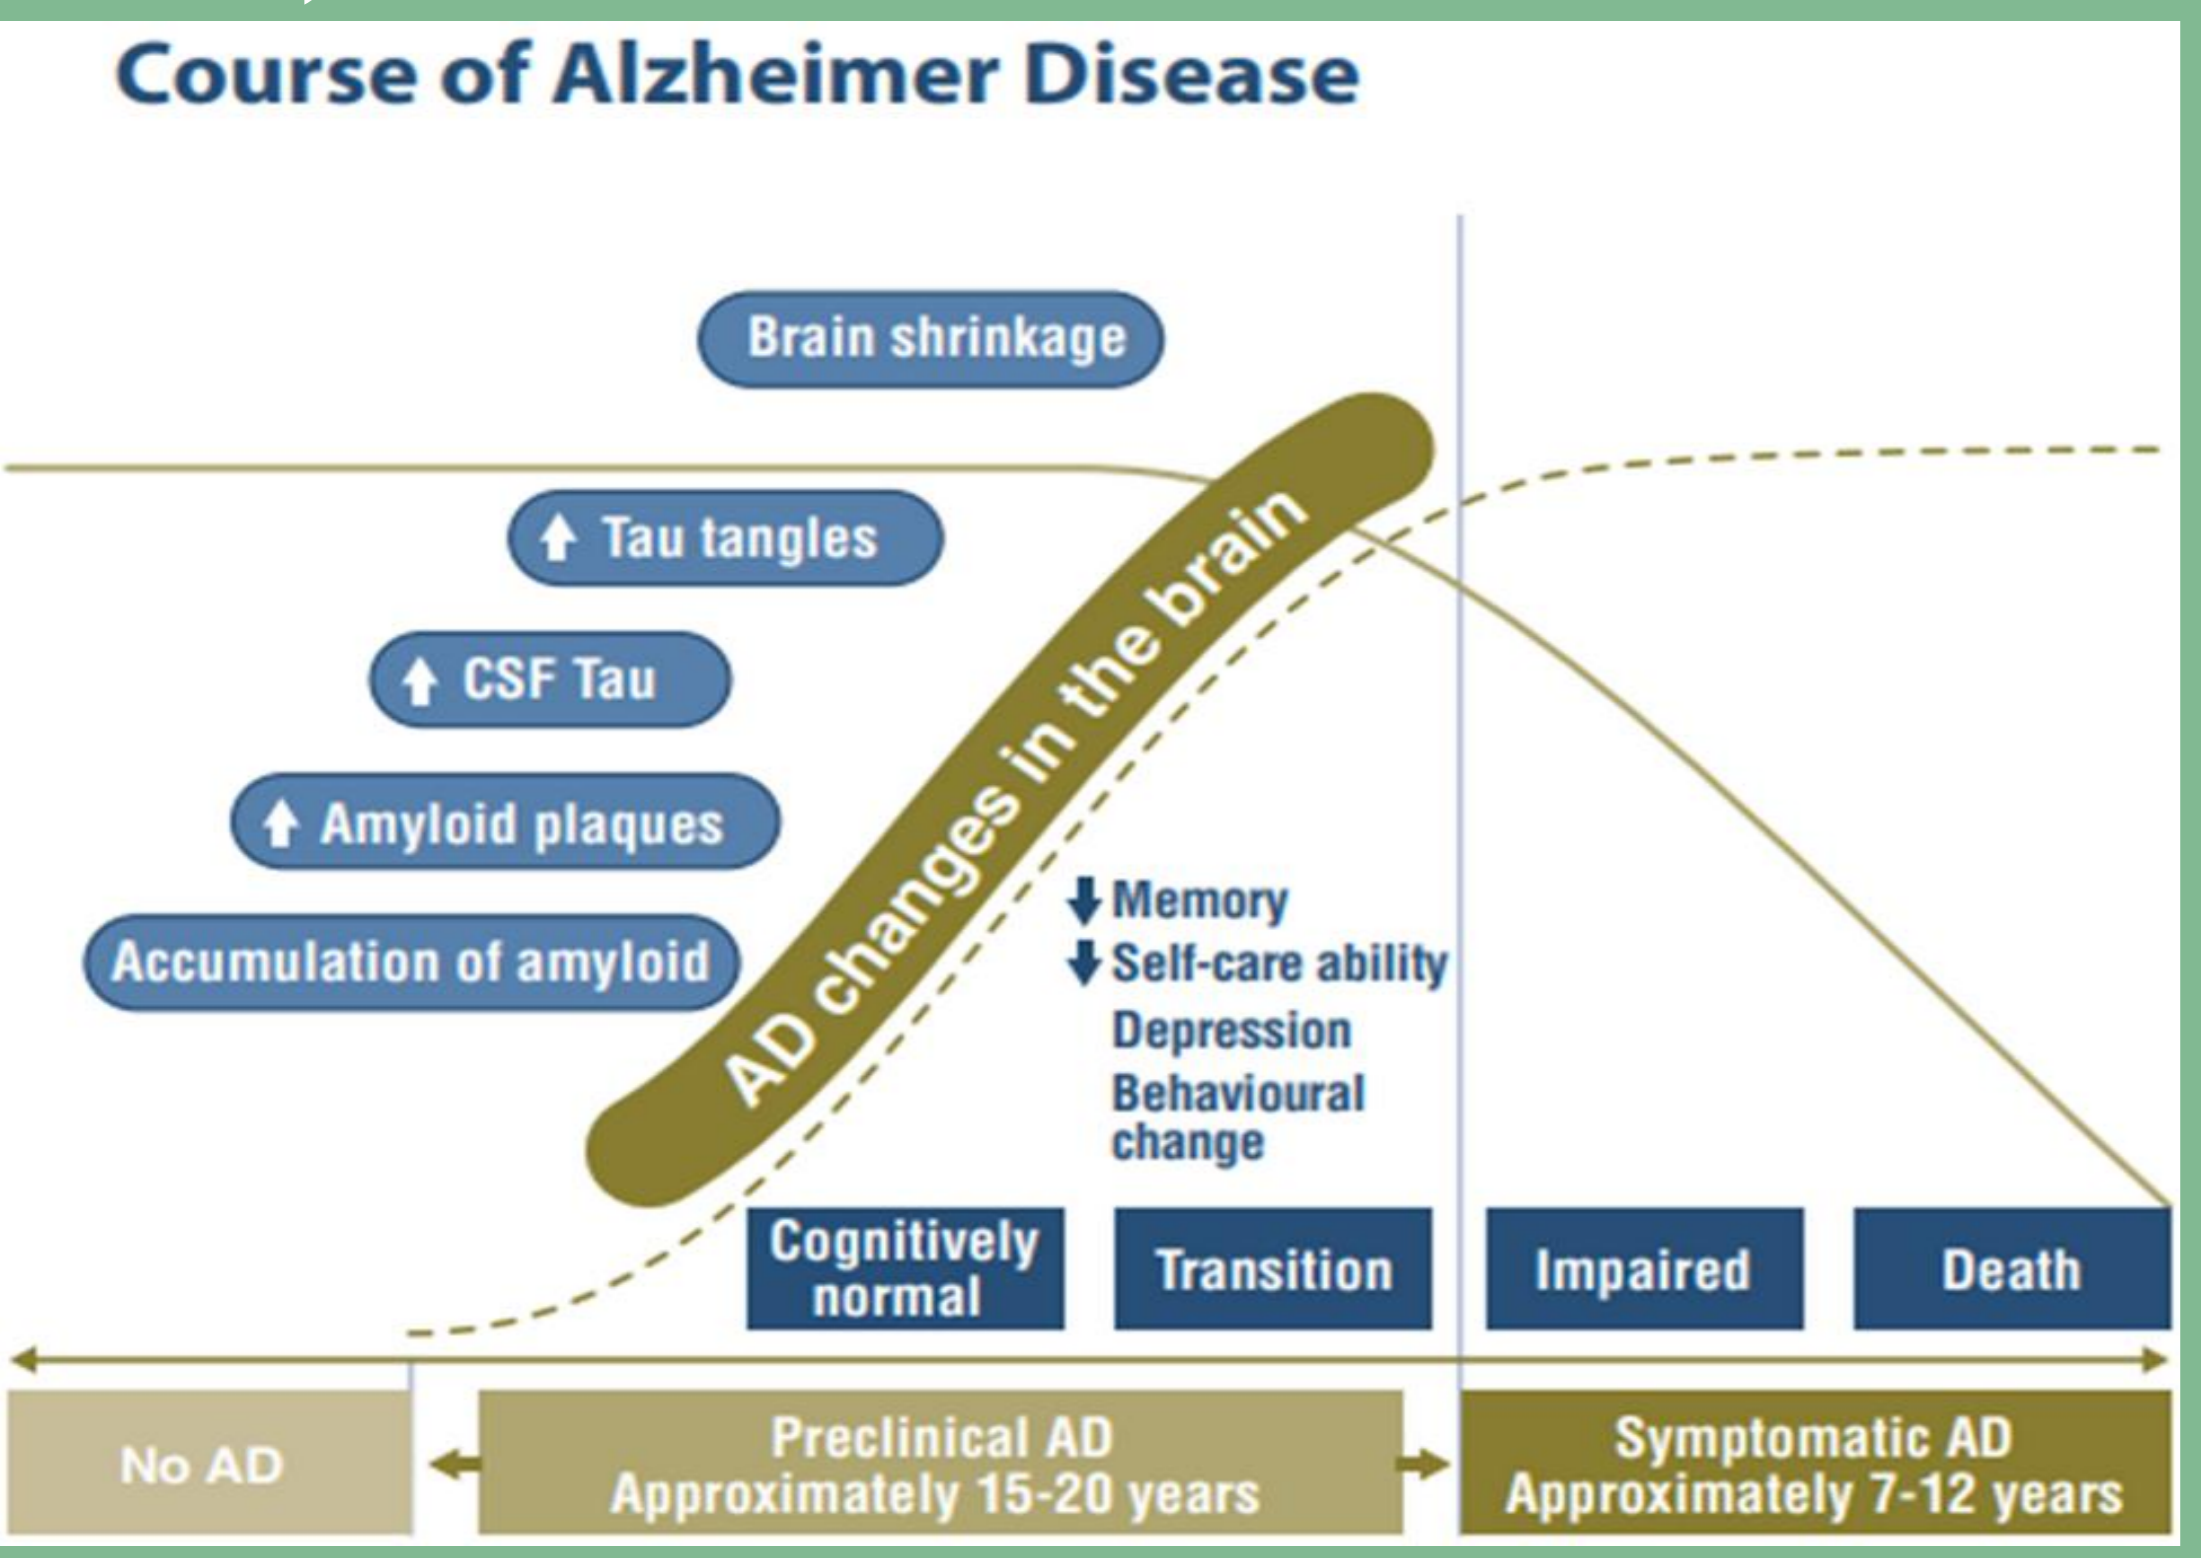 Course of Alzheimer Disease
Brain shrinkage
Tau tangles
CSF Tau
Amyloid plaques
Accumulation of amyloid
AD changes in the brain
Memory
Self-care ability
Depression
Behavioural
change
Cognitively
normal
Transition
Impaired
Death
No AD
Preclinical AD
Approximately 15-20 years
Symptomatic AD
Approximately 7-12 years